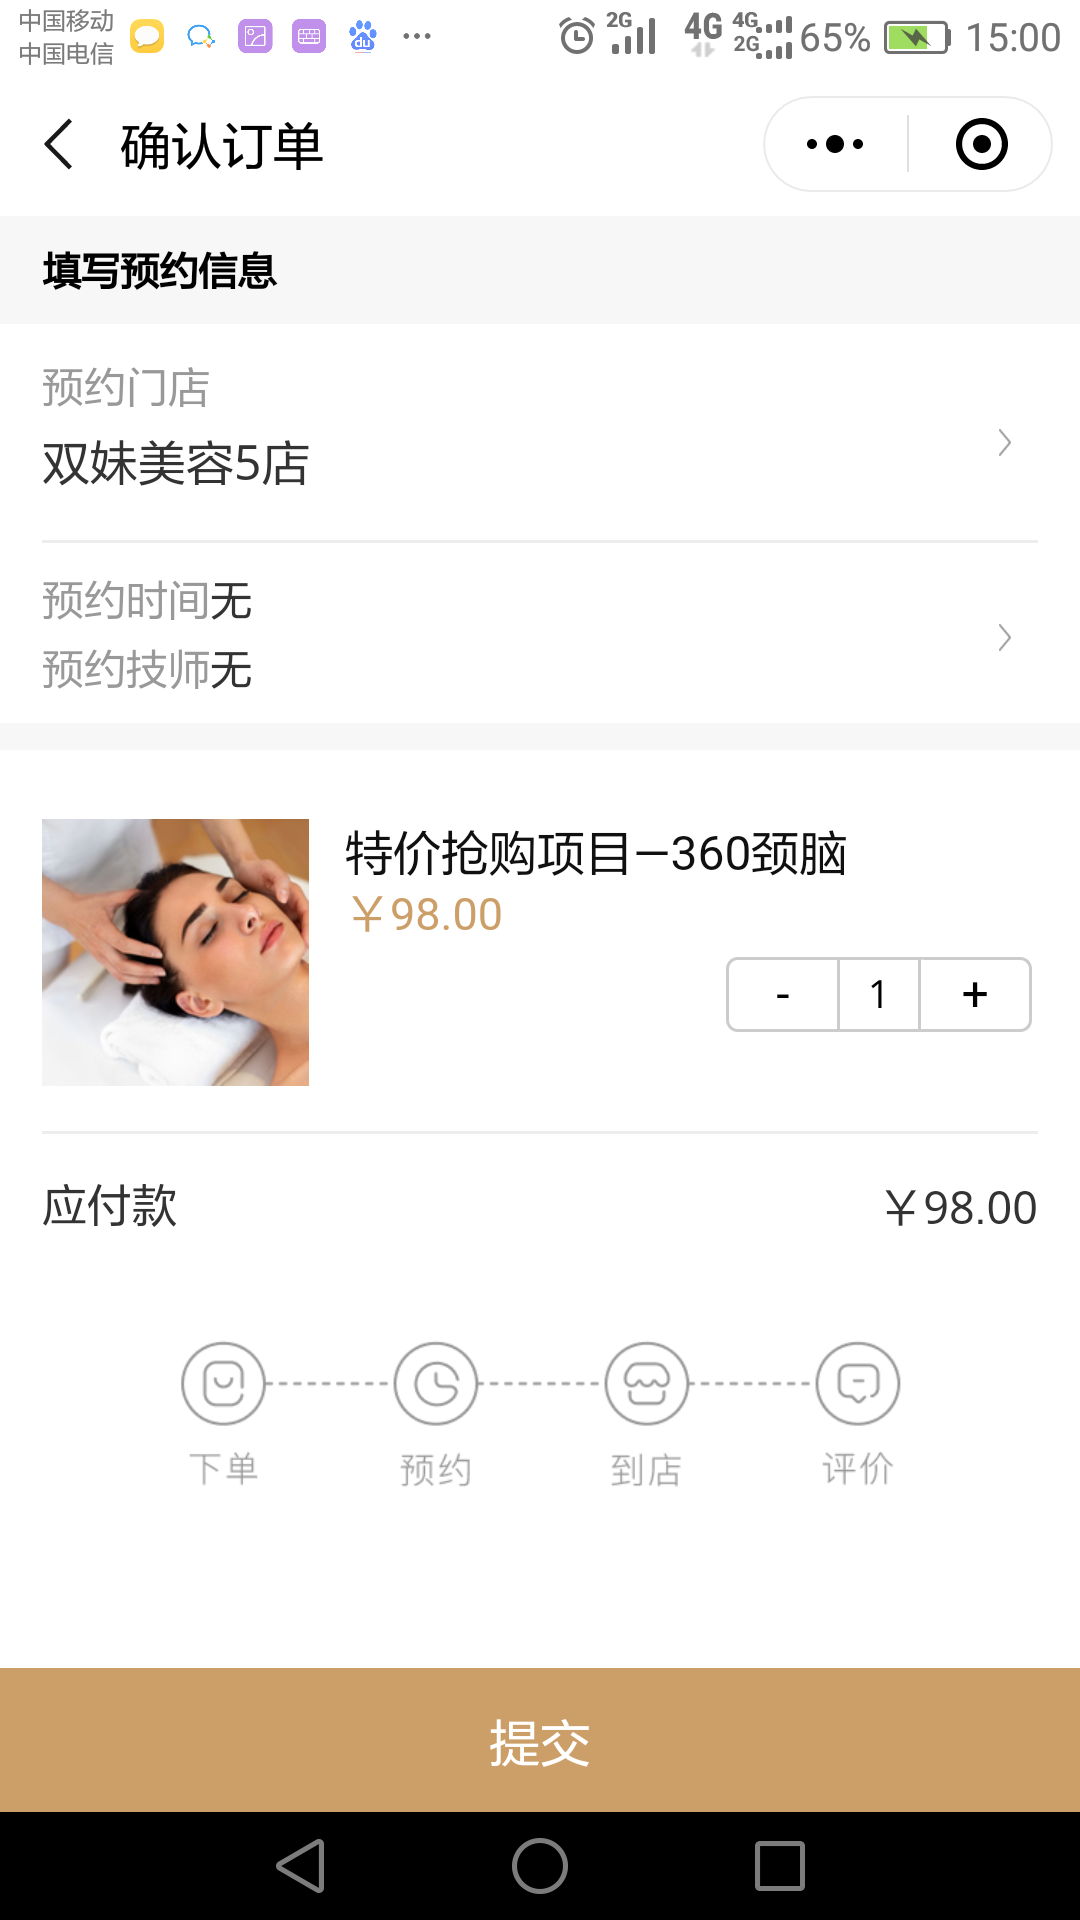 中国移动
中国电信
du
2G
4G
4G
2G
65%
15:00
确认订单
填写预约信息
预约门店
双妹美容5店
预约时间无
预约技师无
特价抢购项目—360颈脑
￥98.00
- 1 +
应付款
￥98.00
下单 预约 到店 评价
提交